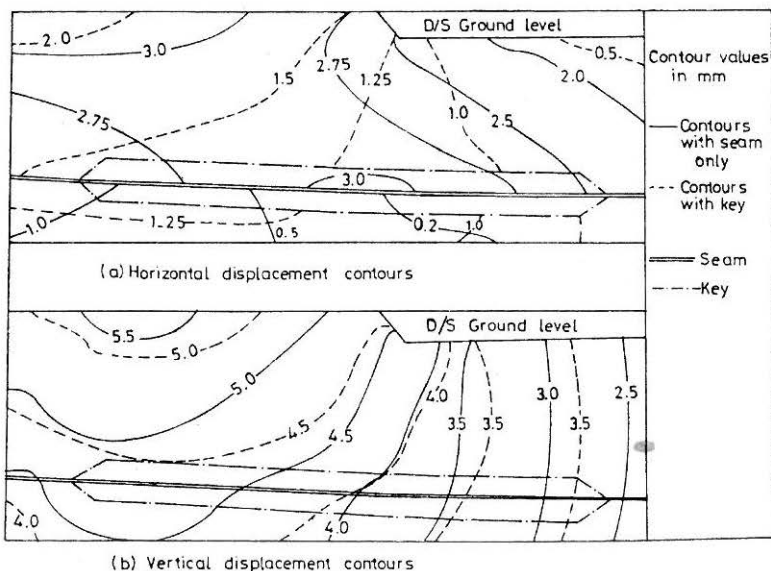 D/S Ground level
2.0
3.0
1.5
2.75
1.25
1.0
2.5
0.5
2.0
2.75
3.0
1.0
1.25
0.5
0.2
1.0
(a) Horizontal displacement contours
Contour values
in mm
Contours
with seam
only
Contours
with key
Seam
Key
D/S Ground level
5.5
5.0
5.0
4.5
4.5
4.0
3.5
3.5
3.0
3.5
2.5
4.0
4.0
(b) Vertical displacement contours